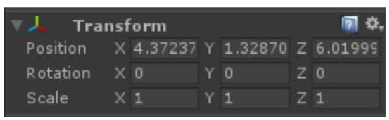 Transform
Position X 4.37237 Y 1.32870 Z 6.01999
Rotation X 0 Y 0 Z 0
Scale X 1 Y 1 Z 1